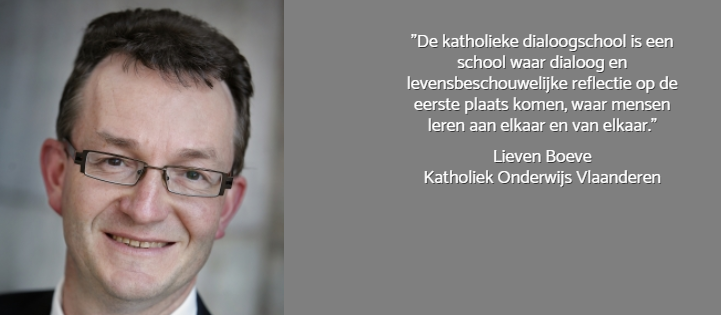 ”De katholieke dialoogschool is een
school waar dialoog en
levensbeschouwelijke reflectie op de
eerste plaats komen, waar mensen
leren aan elkaar en van elkaar.”
Lieven Boeve
Katholiek Onderwijs Vlaanderen